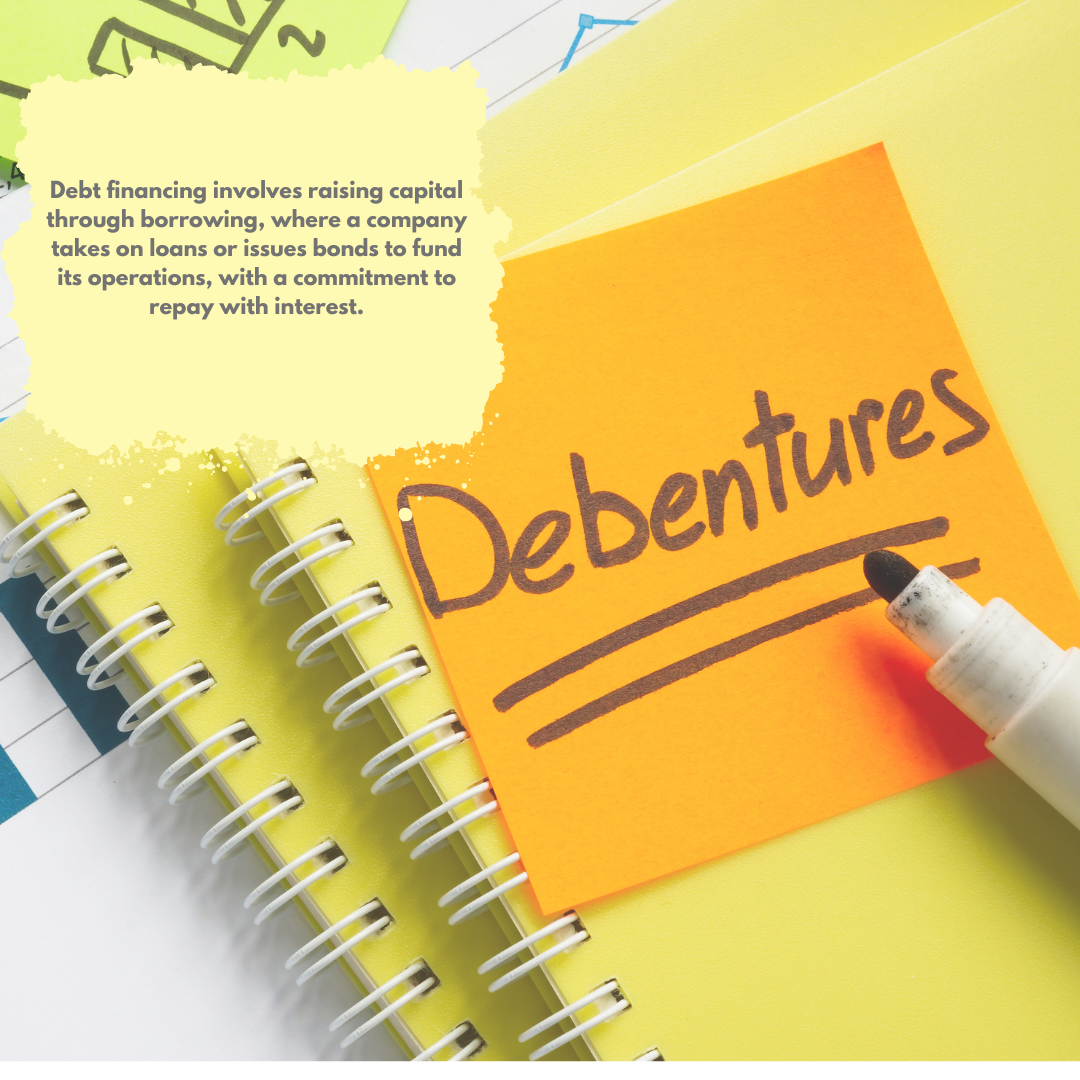 2
Debt financing involves raising capital
through borrowing, where a company
takes on loans or issues bonds to fund
its operations, with a commitment to
repay with interest.
Debentures